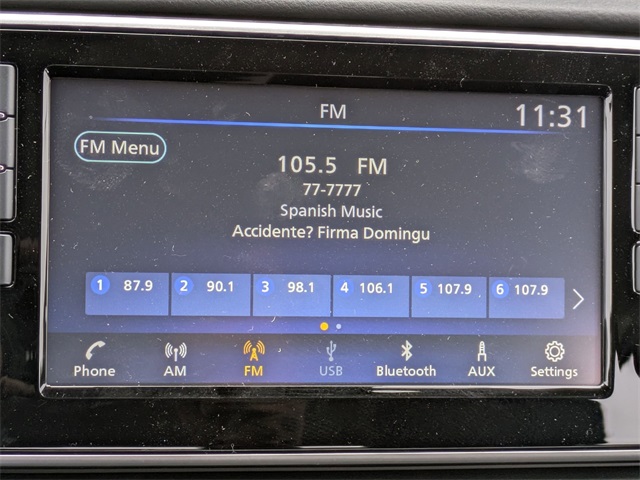 FM 11:31
FM Menu
105.5 FM
77-7777
Spanish Music
Accidente? Firma Domingu
1 87.9 2 90.1 3 98.1 4 106.1 5 107.9 6 107.9
Phone AM FM USB Bluetooth AUX Settings